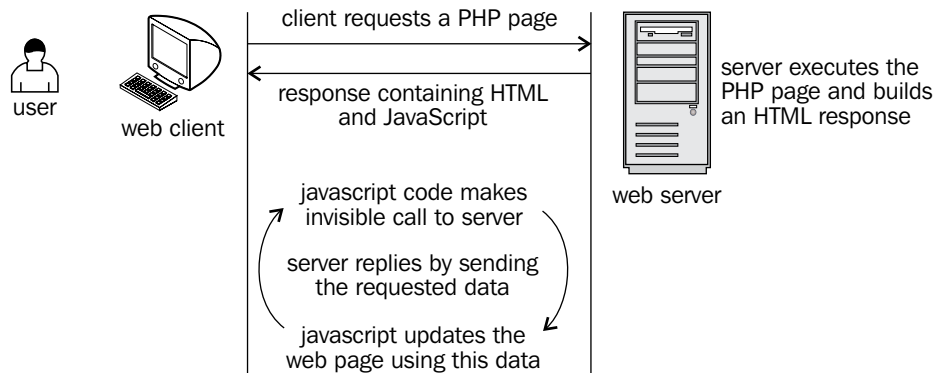 client requests a PHP page
user
web client
response containing HTML
and JavaScript
server executes the
PHP page and builds
an HTML response
web server
javascript code makes
invisible call to server
server replies by sending
the requested data
javascript updates the
web page using this data